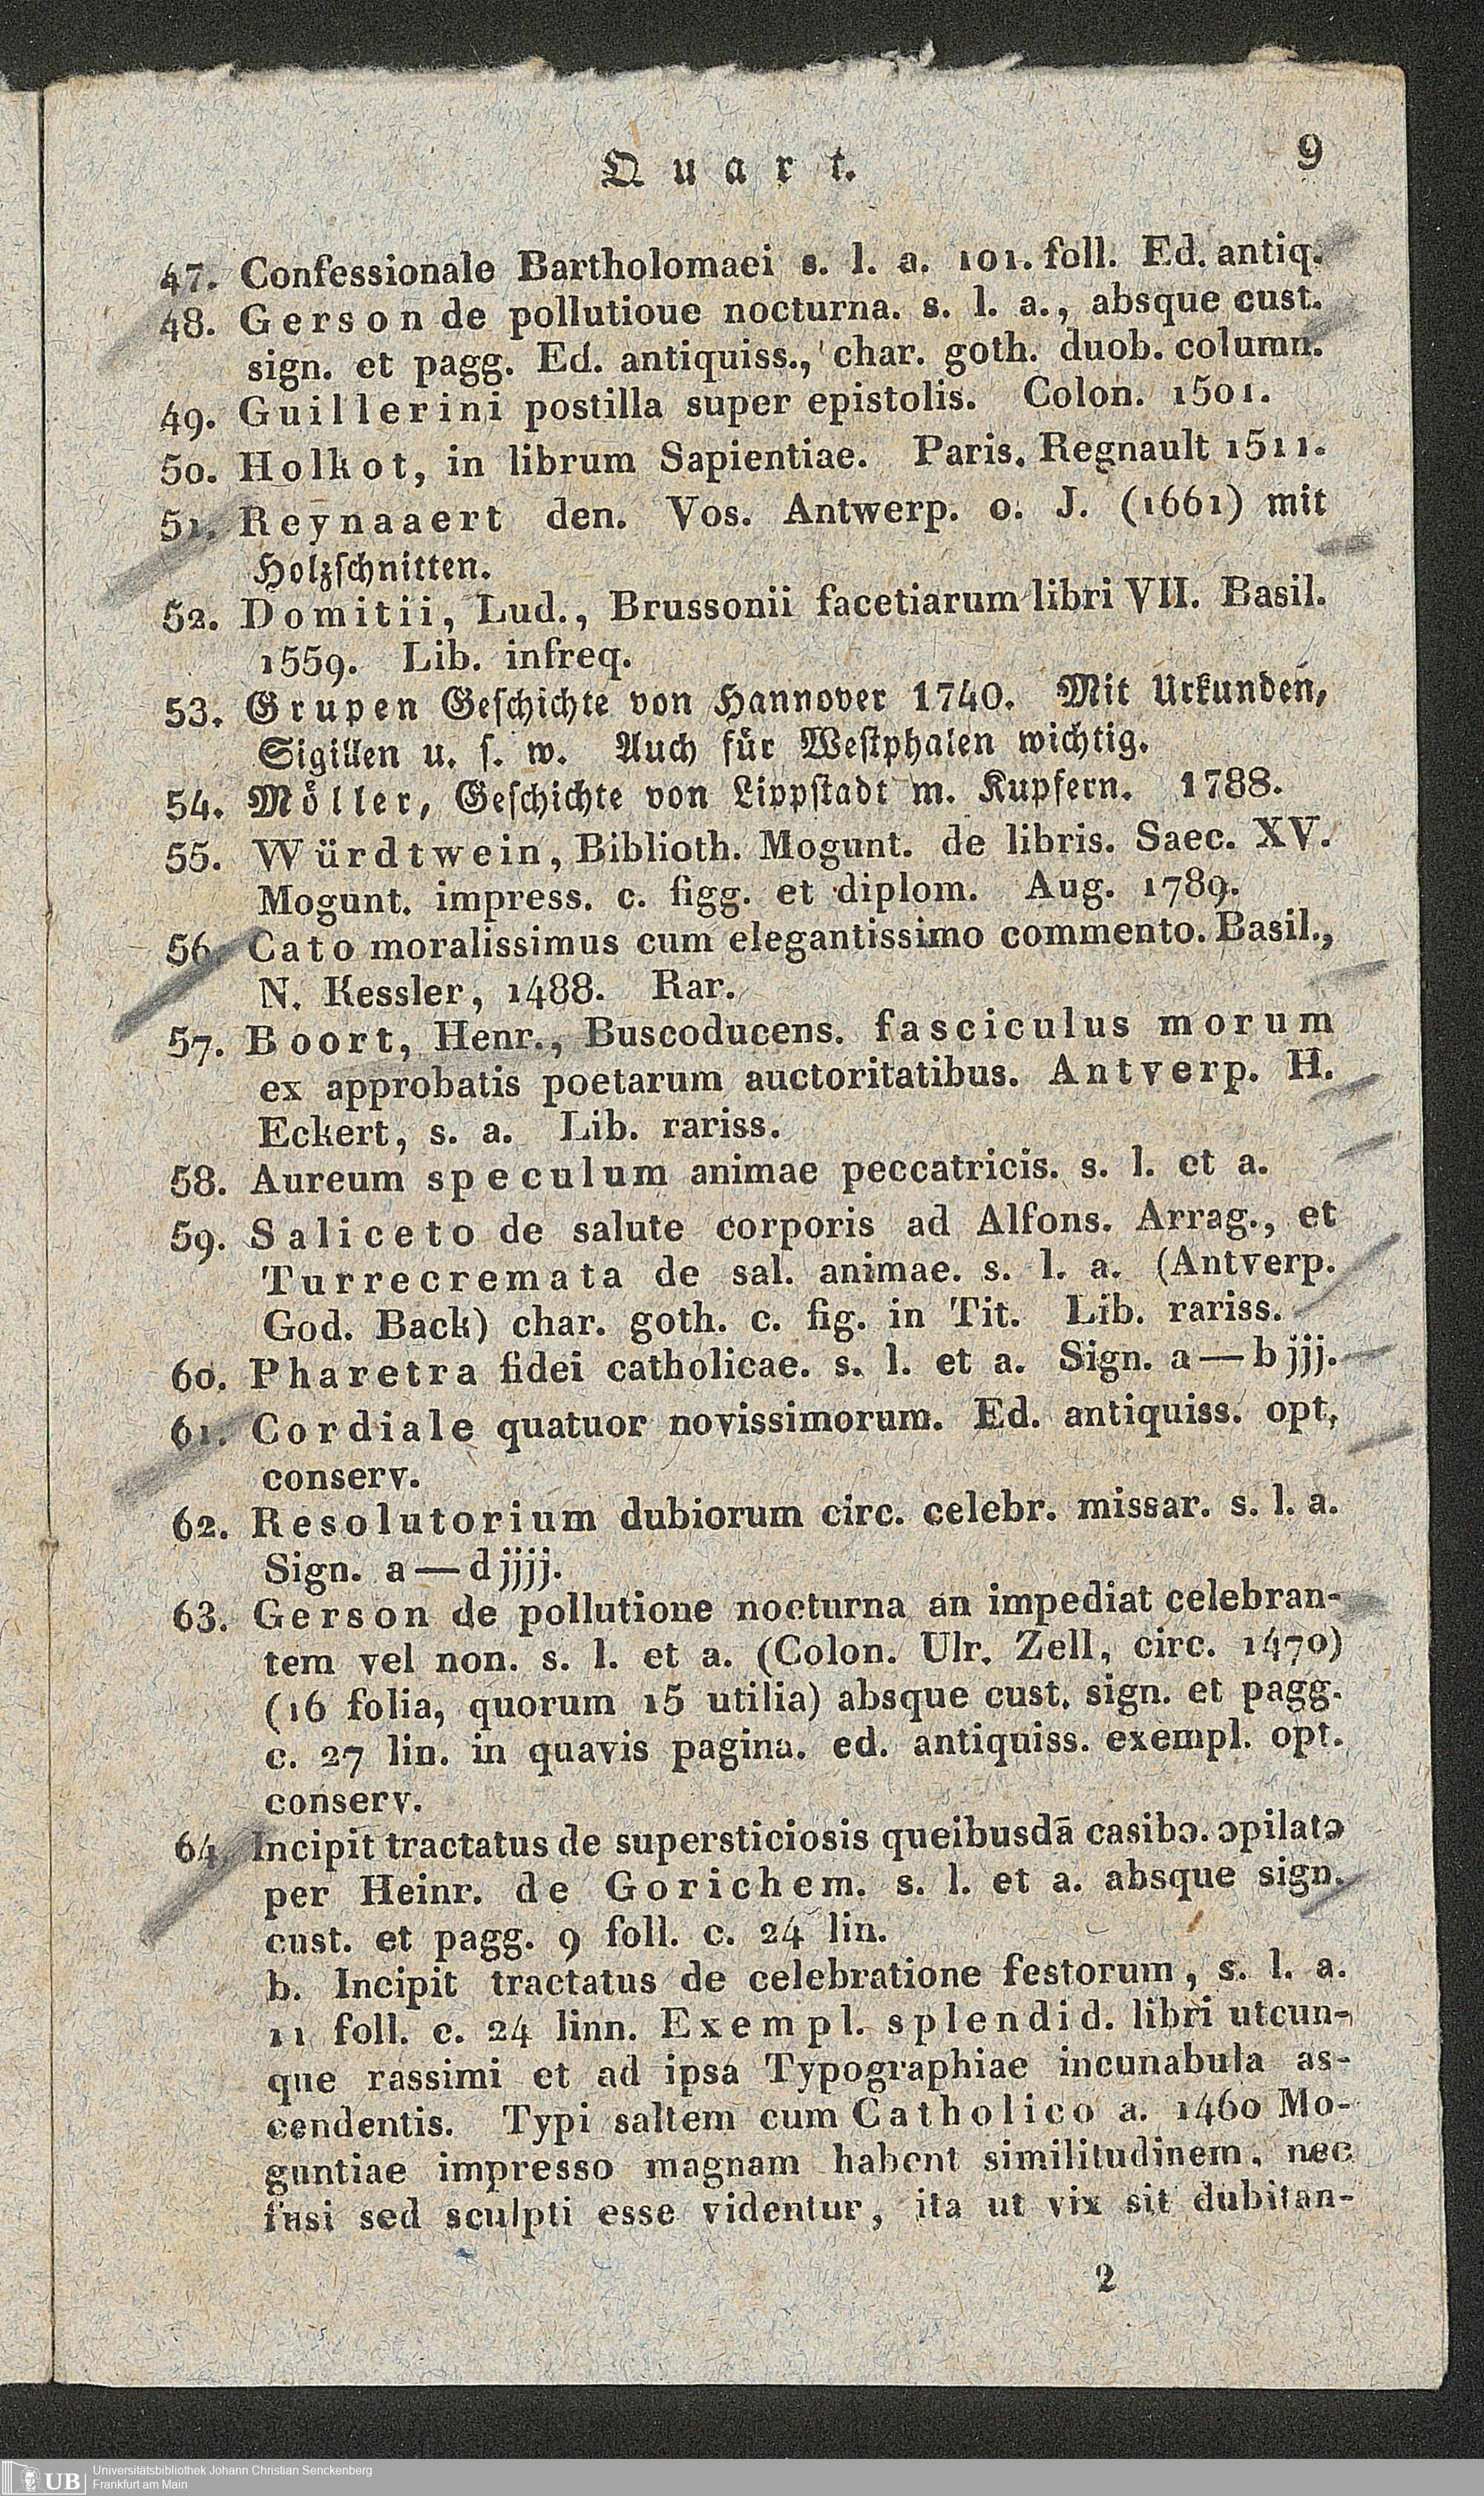 Quart.
9
47. Confessionale Bartholomaei s. l. a. 101. foll. Ed. antiq.
48. Gerson de pollutioue nocturna. s. l. a., absque cust.
sign. et pagg. Ed. antiquiss., char. goth. duob. column.
49. Guillerini postilla super epistolis. Colon. 1501.
50. Holkot, in librum Sapientiae. Paris. Regnault 1511.
51. Reynaaert den. Vos. Antwerp. o. J. (1661) mit
Holzschnitten.
52. Domitii, Lud., Brussonii facetiarum libri VII. Basil.
1559. Lib. infreq.
53. Grupen Geschichte von Hannover 1740. Mit Urkunden,
Sigillen u. s. w. Auch für Westphalen wichtig.
54. Möller, Geschichte von Lippstadt m. Kupfern. 1788.
55. Würdtwein, Biblioth. Mogunt. de libris. Saec. XV.
Mogunt. impress. c. figg. et diplom. Aug. 1789.
56. Cato moralissimus cum elegantissimo commento. Basil.,
N. Kessler, 1488. Rar.
57. Boort, Henr., Buscoducens. fasciculus morum
ex approbatis poetarum auctoritatibus. Antverp. H.
Eckert, s. a. Lib. rariss.
58. Aureum speculum animae peccatricis. s. l. et a.
59. Saliceto de salute corporis ad Alfons. Arrag., et
Turrecremata de sal. animae. s. l. a. (Antverp.
God. Back) char. goth. c. fig. in Tit. Lib. rariss.
60. Pharetra fidei catholicae. s. l. et a. Sign. a — b jjj.
61. Cordiale quatuor novissimorum. Ed. antiquiss. opt,
conserv.
62. Resolutorium dubiorum circ. celebr. missar. s. l. a.
Sign. a — d jjjj.
63. Gerson de pollutione nocturna an impediat celebran-
tem vel non. s. l. et a. (Colon. Ulr. Zell, circ. 1470)
(16 folia, quorum 15 utilia) absque cust. sign. et pagg.
c. 27 lin. in quavis pagina. ed. antiquiss. exempl. opt.
conserv.
64. Incipit tractatus de supersticiosis queibusdā casibɔ. ɔpilatɔ
per Heinr. de Gorichem. s. l. et a. absque sign.
cust. et pagg. 9 foll. c. 24 lin.
b. Incipit tractatus de celebratione festorum, s. l. a.
11 foll. c. 24 linn. Exempl. splendid. libri utcun-
que rassimi et ad ipsa Typographiae incunabula as-
cendentis. Typi saltem cum Catholico a. 1460 Mo-
guntiae impresso magnam habent similitudinem, nec
fusi sed sculpti esse videntur, ita ut vix sit dubitan-
2
UB
Universitätsbibliothek Johann Christian Senckenberg
Frankfurt am Main